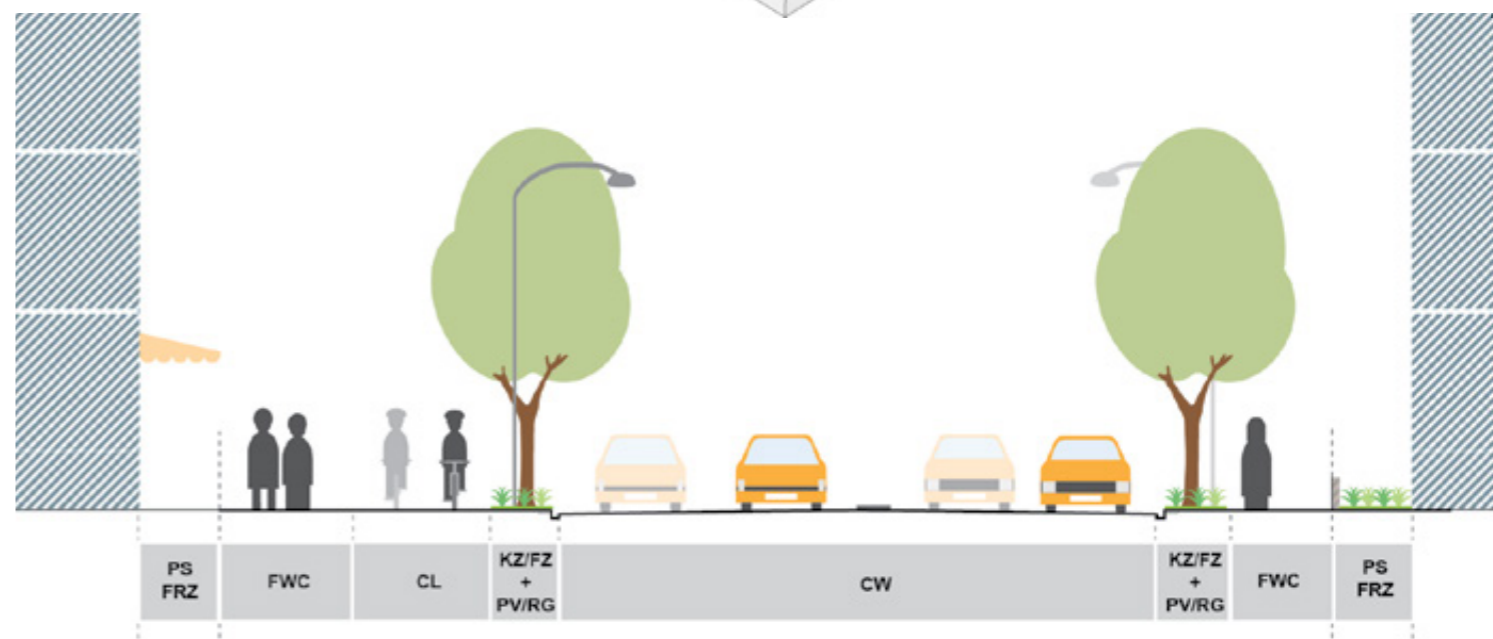 PS
FRZ
FWC
CL
KZ/FZ
+
PV/RG
CW
KZ/FZ
+
PV/RG
FWC
PS
FRZ